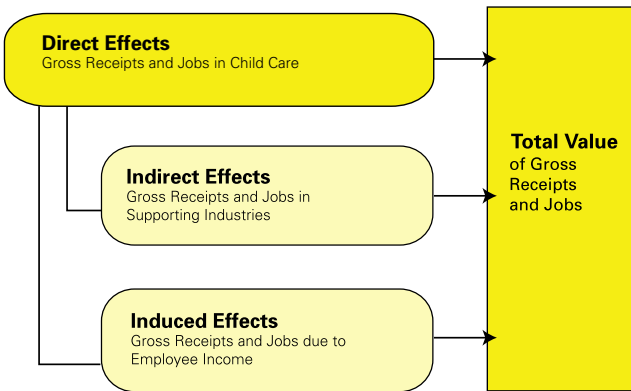 Direct Effects
Gross Receipts and Jobs in Child Care
Indirect Effects
Gross Receipts and Jobs in
Supporting Industries
Induced Effects
Gross Receipts and Jobs due to
Employee Income
Total Value
of Gross
Receipts
and Jobs